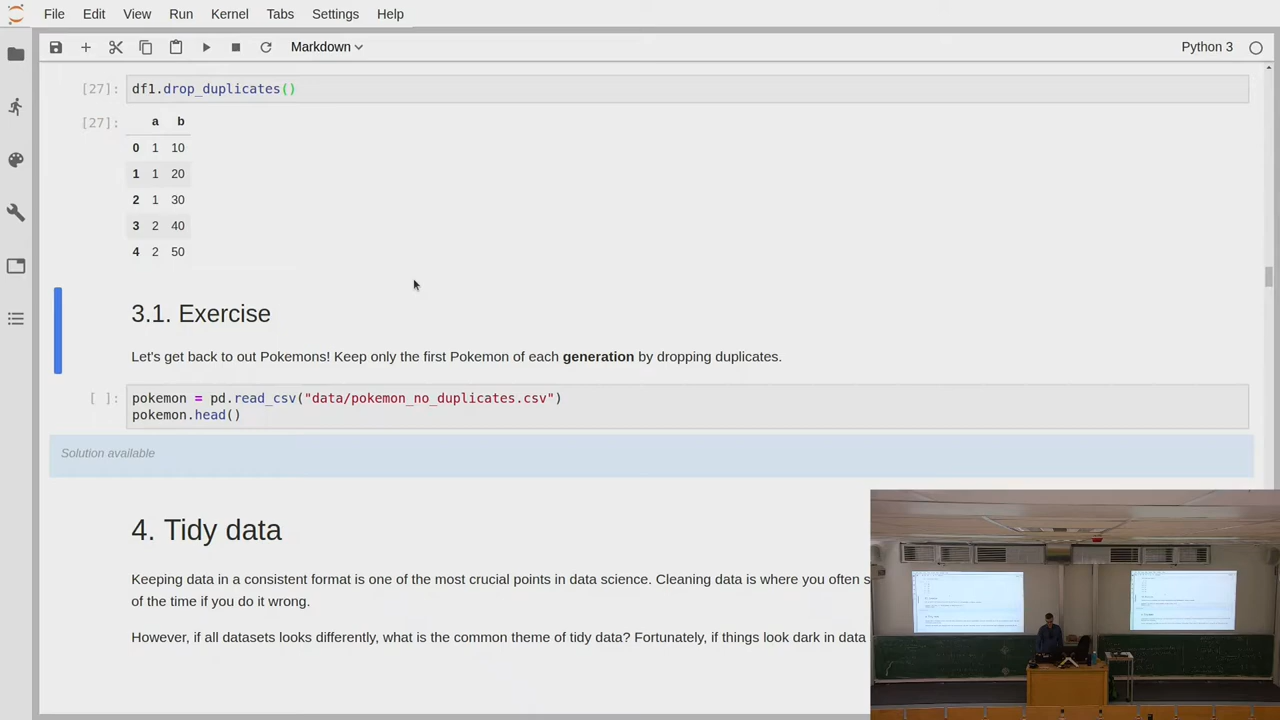 File Edit View Run Kernel Tabs Settings Help
Markdown
Python 3
[27]: df1.drop_duplicates()
[27]:
a b
0 1 10
1 1 20
2 1 30
3 2 40
4 2 50
3.1. Exercise
Let's get back to out Pokemons! Keep only the first Pokemon of each generation by dropping duplicates.
[ ]: pokemon = pd.read_csv("data/pokemon_no_duplicates.csv")
pokemon.head()
Solution available
4. Tidy data
Keeping data in a consistent format is one of the most crucial points in data science. Cleaning data is where you often
of the time if you do it wrong.
However, if all datasets looks differently, what is the common theme of tidy data? Fortunately, if things look dark in data